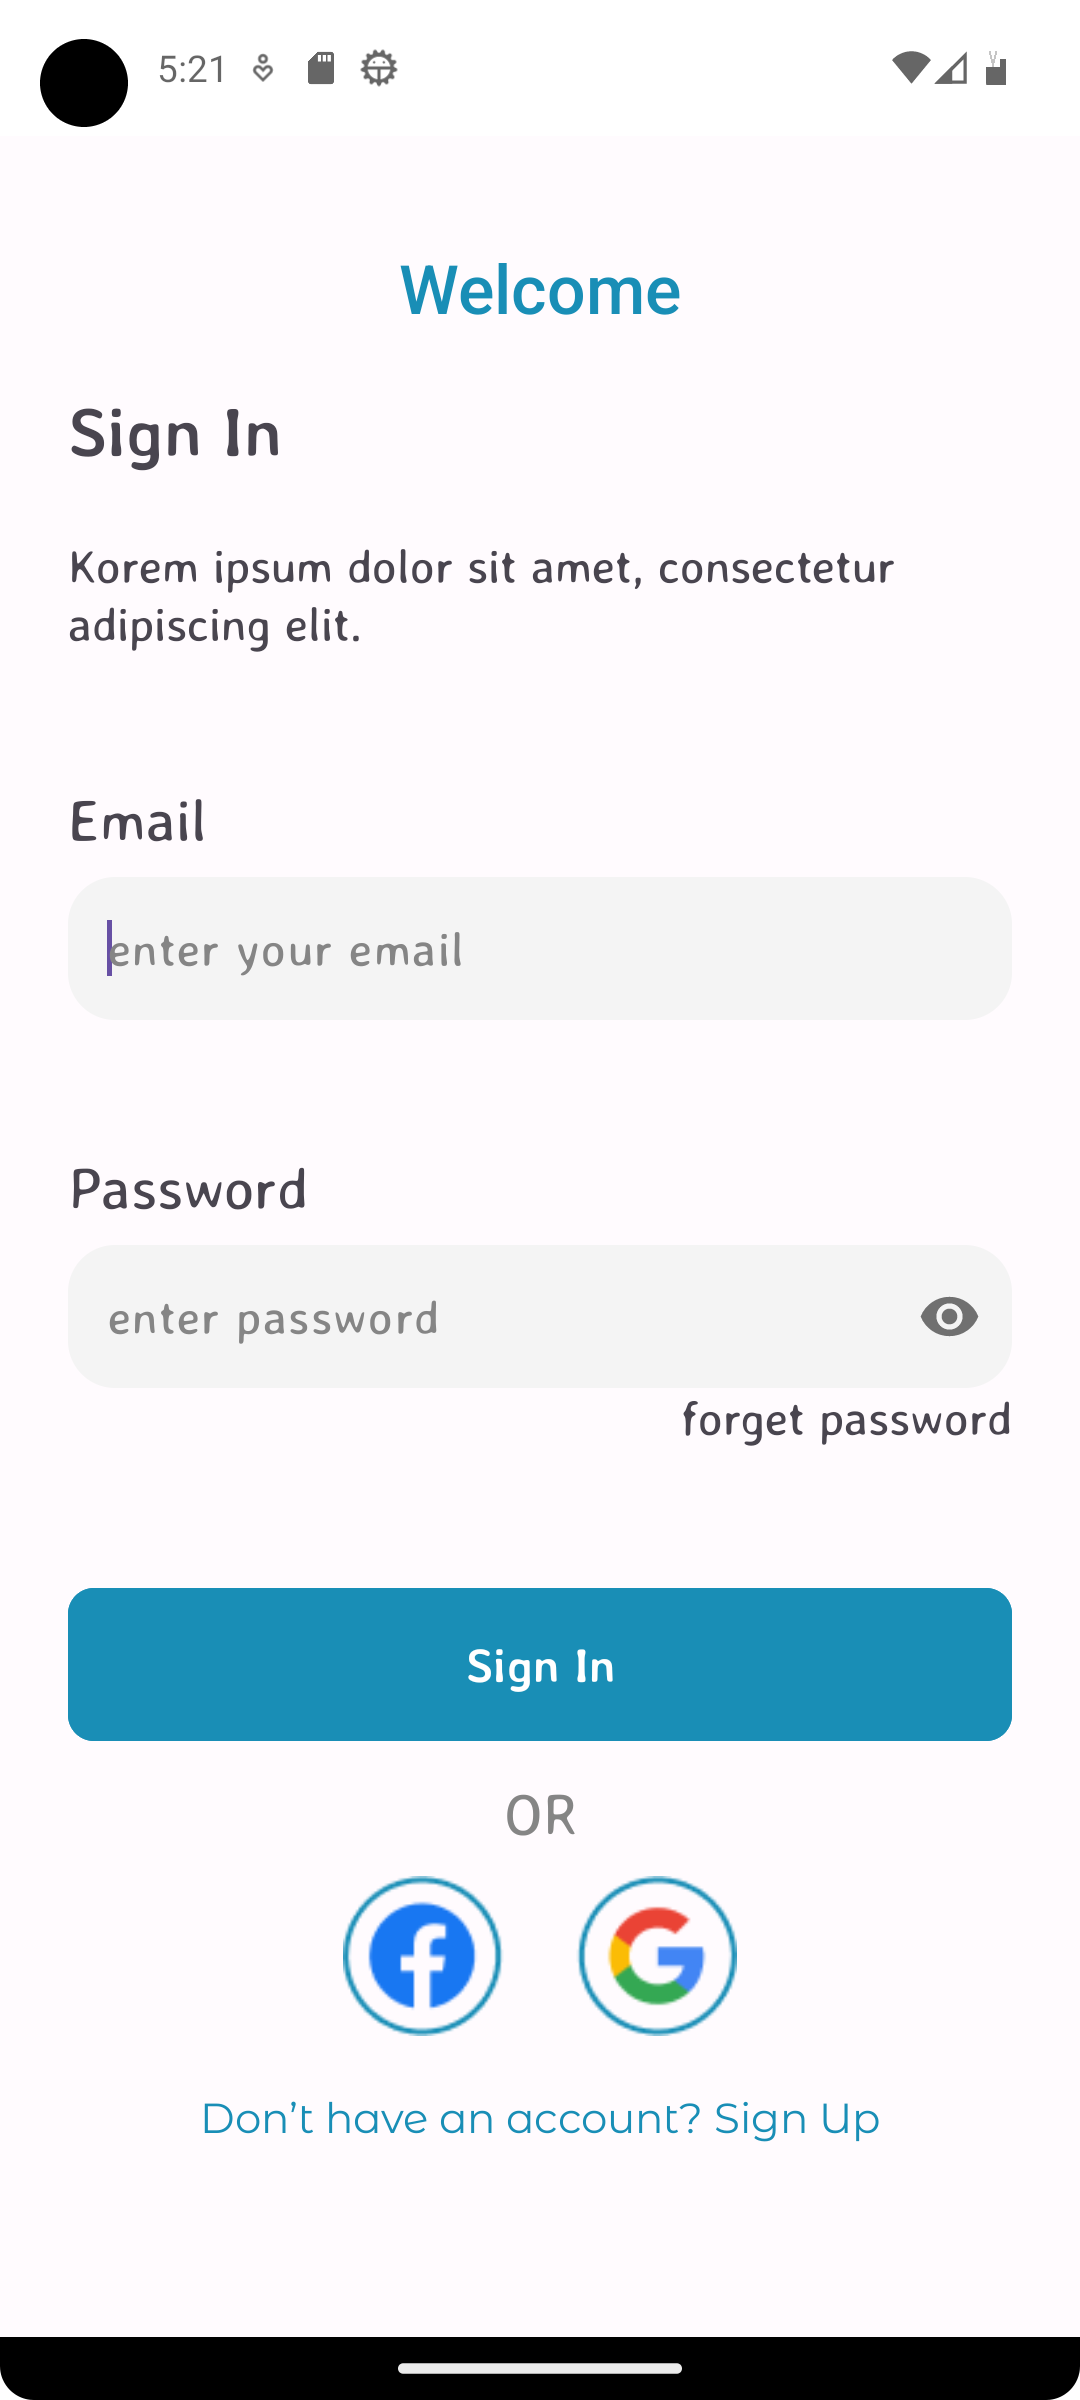 5:21
Welcome
Sign In
Korem ipsum dolor sit amet, consectetur
adipiscing elit.
Email
enter your email
Password
enter password
forget password
Sign In
OR
Don’t have an account? Sign Up